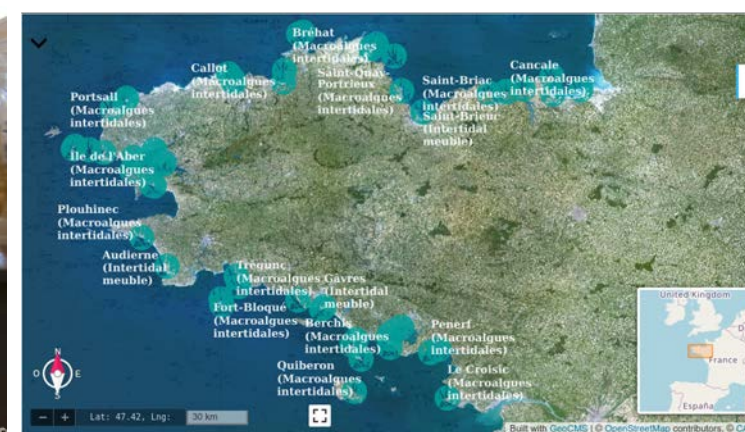 Bréhat
(Macroalgues
intertidales)
Callot
(Macroalgues
intertidales)
Saint-Quay-
Portrieux
(Macroalgues
intertidales)
Saint-Briac
(Macroalgues
intertidales)
Saint-Brieuc
(Intertidal
meuble)
Cancale
(Macroalgues
intertidales)
Portsall
(Macroalgues
intertidales)
Île de l'Aber
(Macroalgues
intertidales)
Plouhinec
(Macroalgues
intertidales)
Audierne
(Intertidal
meuble)
Trégunc
(Macroalgues
intertidales)
Gâvres
(Intertidal
meuble)
Fort-Bloqué
(Macroalgues
intertidales)
Berchis
(Macroalgues
intertidales)
Penerf
(Macroalgues
intertidales)
Quiberon
(Macroalgues
intertidales)
Le Croisic
(Macroalgues
intertidales)
United Kingdom
France
España
N
O E
S
− + Lat: 47.42, Lng: 30 km
Built with GeoCMS | © OpenStreetMap contributors, ©